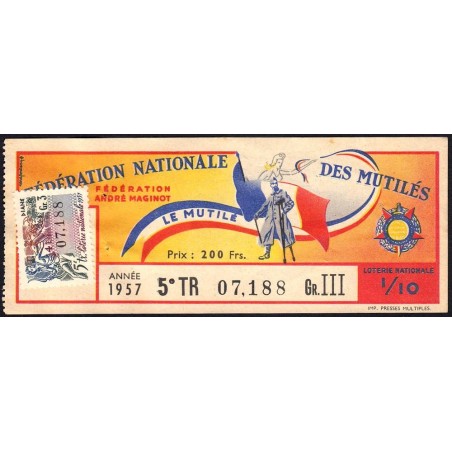 FÉDÉRATION NATIONALE DES MUTILÉS
FÉDÉRATION
ANDRÉ MAGINOT
LE MUTILÉ
Prix : 200 Frs.
LOTERIE NATIONALE
1/10
ANNÉE
1957 5e TR 07,188 Gr. III
IMP. PRESSES MULTIPLES.
07,188